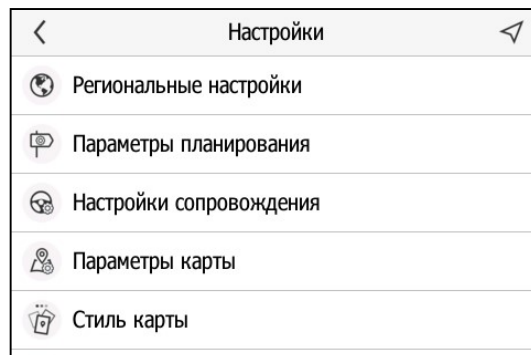 Настройки
Региональные настройки
Параметры планирования
Настройки сопровождения
Параметры карты
Стиль карты